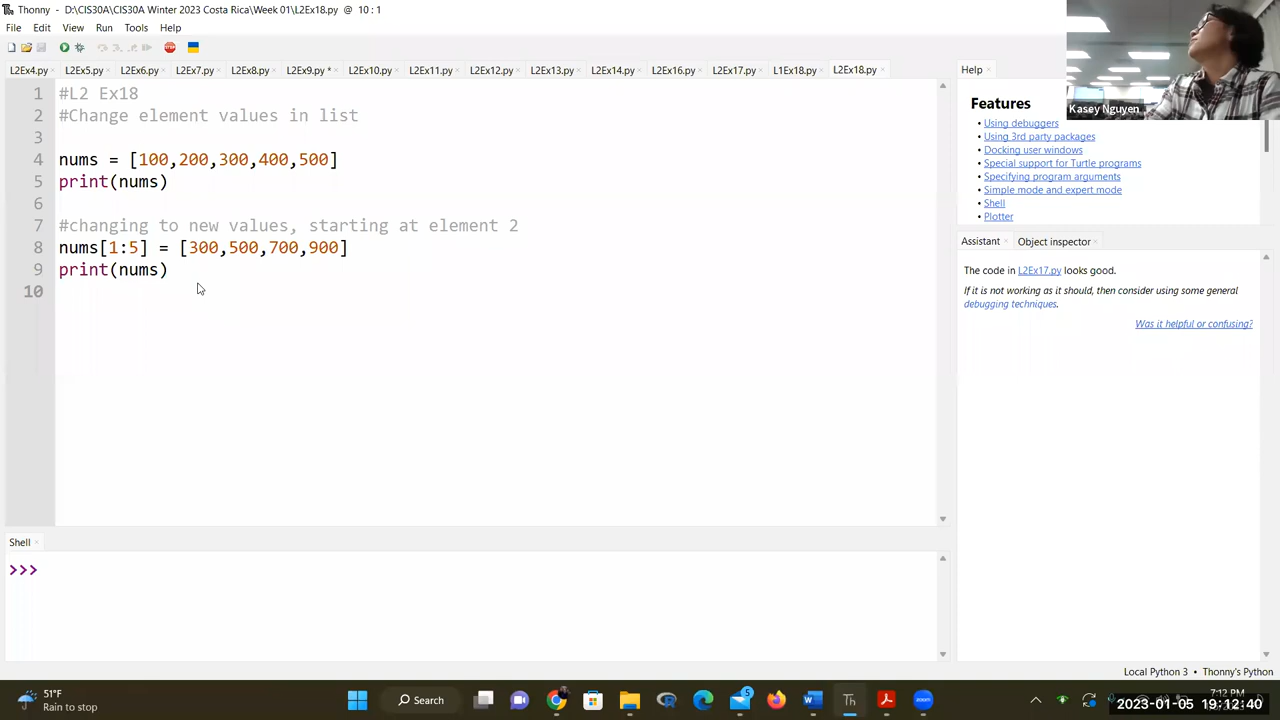 Thonny - D:\CIS30A\CIS30A Winter 2023 Costa Rica\Week 01\L2Ex18.py @ 10 : 1
File Edit View Run Tools Help
L2Ex4.py L2Ex5.py L2Ex6.py L2Ex7.py L2Ex8.py L2Ex9.py * L2Ex10.py L2Ex11.py L2Ex12.py L2Ex13.py L2Ex14.py L2Ex16.py L2Ex17.py L1Ex18.py L2Ex18.py
1 #L2 Ex18
2 #Change element values in list
3
4 nums = [100,200,300,400,500]
5 print(nums)
6
7 #changing to new values, starting at element 2
8 nums[1:5] = [300,500,700,900]
9 print(nums)
10
Shell
>>>
Help
Features
• Using debuggers
• Using 3rd party packages
• Docking user windows
• Special support for Turtle programs
• Specifying program arguments
• Simple mode and expert mode
• Shell
• Plotter
Kasey Nguyen
Assistant Object inspector
The code in L2Ex17.py looks good.
If it is not working as it should, then consider using some general
debugging techniques.
Was it helpful or confusing?
Local Python 3 • Thonny's Python
51°F
Rain to stop
Search
5
zoom
7:12 PM
2023-01-05 19:12:40